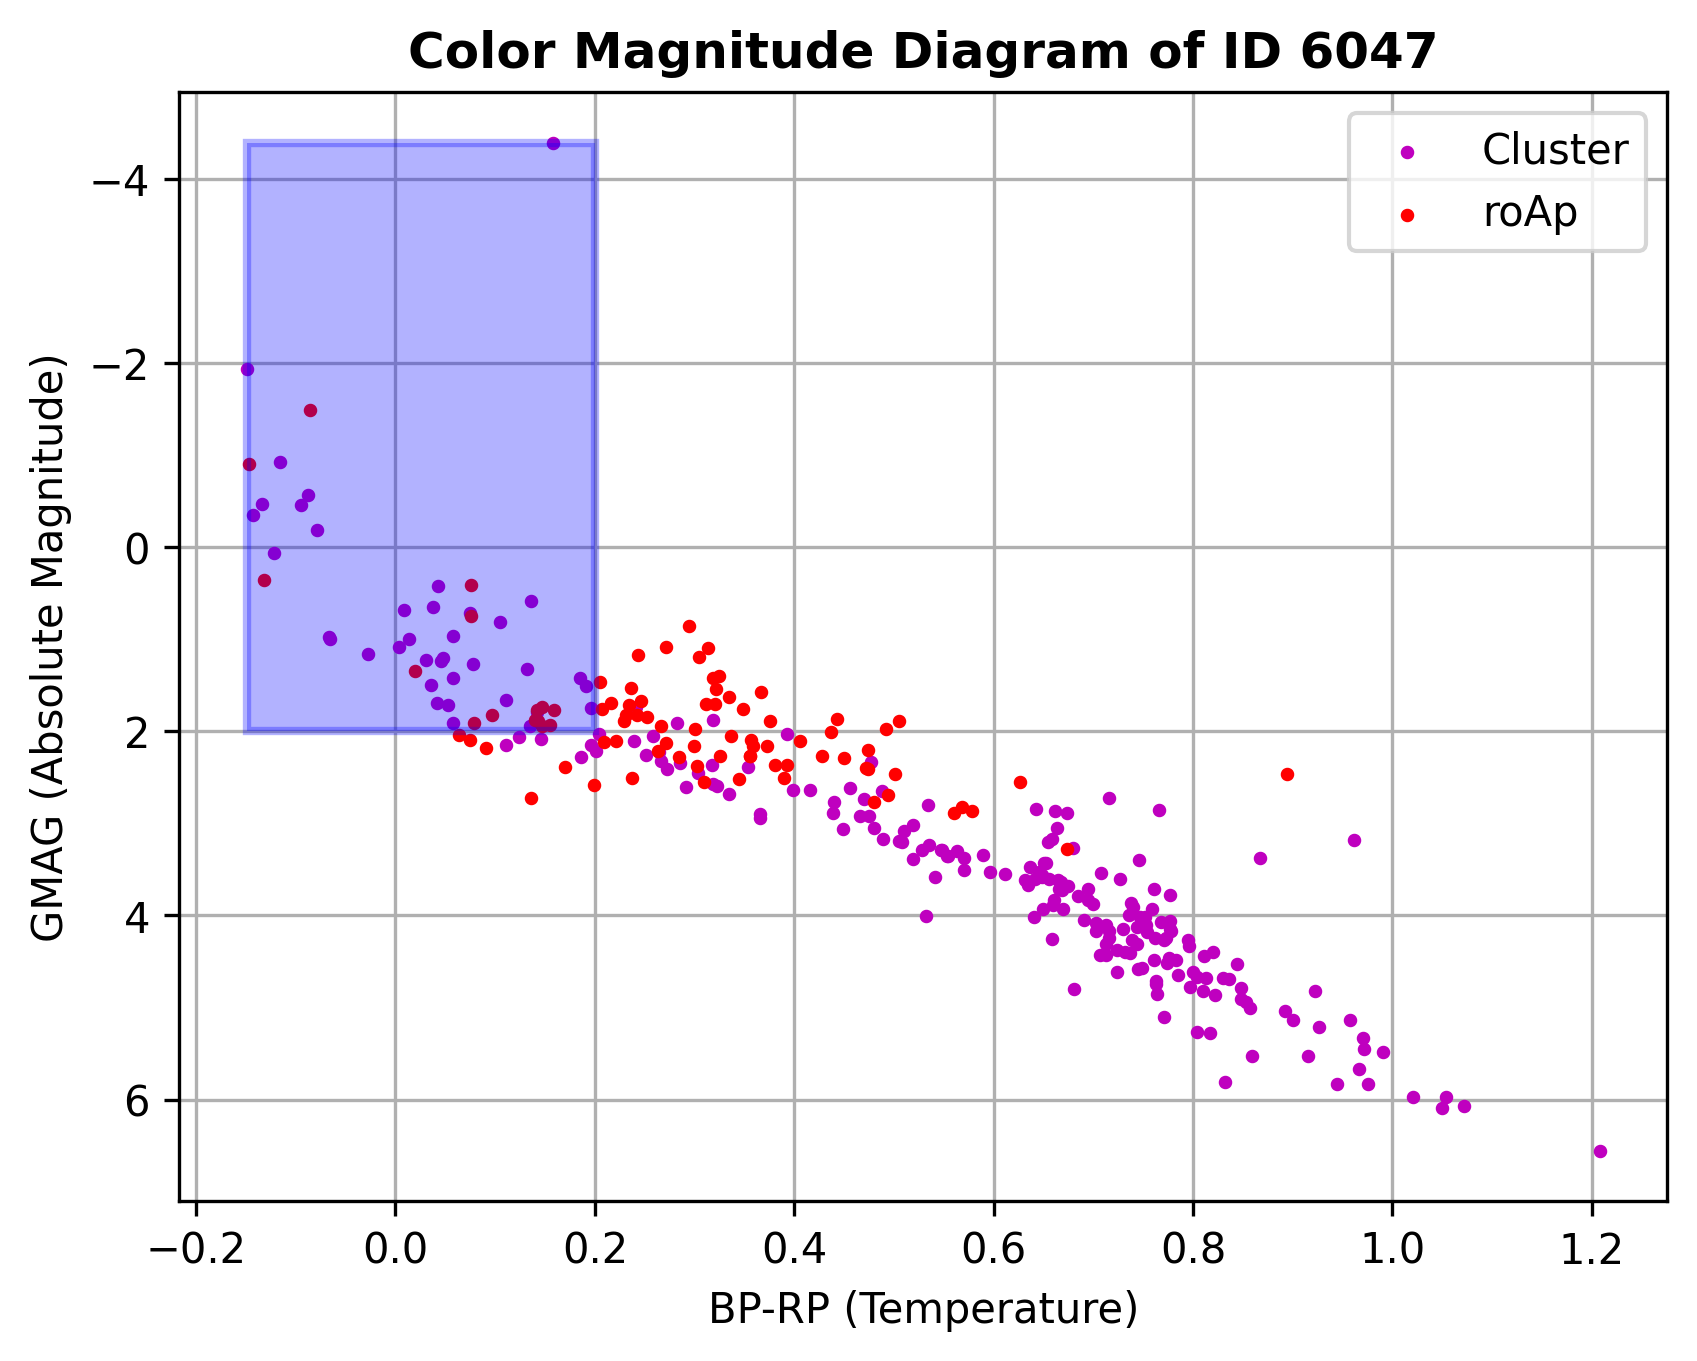 Color Magnitude Diagram of ID 6047
Cluster
roAp
GMAG (Absolute Magnitude)
−4
−2
0
2
4
6
−0.2 0.0 0.2 0.4 0.6 0.8 1.0 1.2
BP-RP (Temperature)